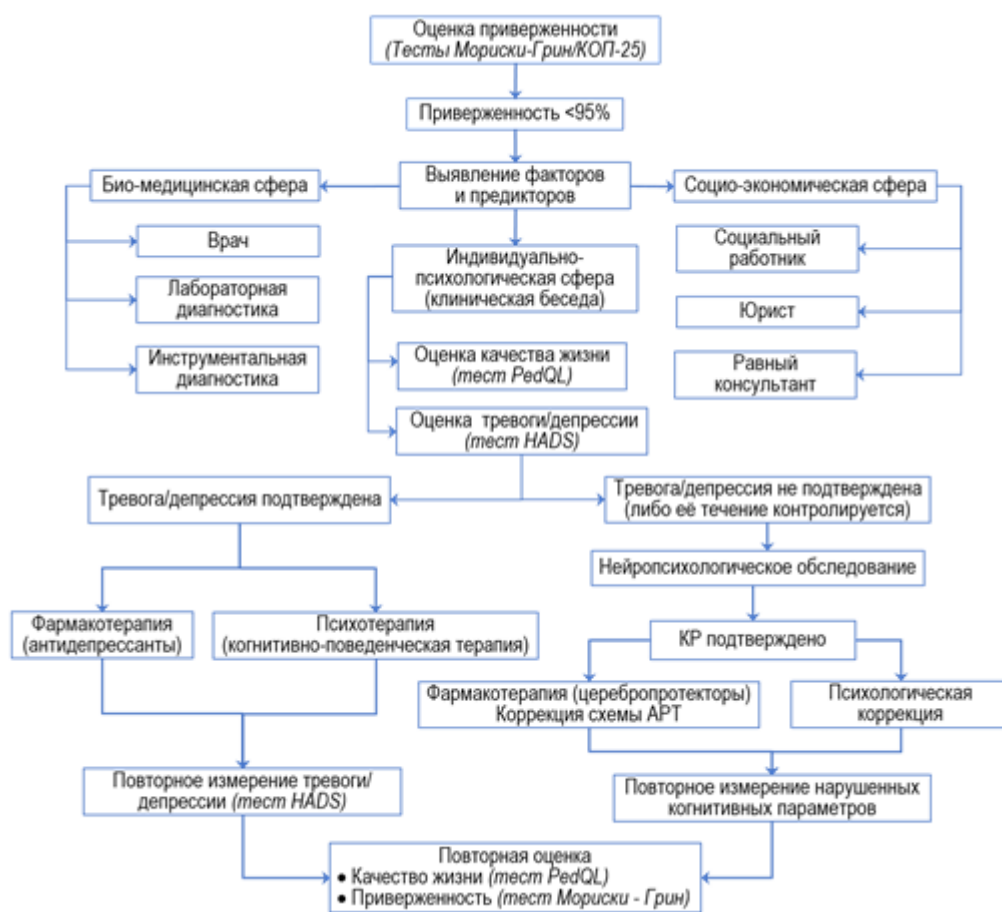 Оценка приверженности
(Тесты Мориски-Грин/КОП-25)
Приверженность <95%
Био-медицинская сфера
Выявление факторов
и предикторов
Социо-экономическая сфера
Врач
Лабораторная
диагностика
Инструментальная
диагностика
Индивидуально-
психологическая сфера
(клиническая беседа)
Оценка качества жизни
(тест PedQL)
Оценка тревоги/депрессии
(тест HADS)
Социальный
работник
Юрист
Равный
консультант
Тревога/депрессия подтверждена
Тревога/депрессия не подтверждена
(либо её течение контролируется)
Нейропсихологическое обследование
Фармакотерапия
(антидепрессанты)
Психотерапия
(когнитивно-поведенческая терапия)
КР подтверждено
Фармакотерапия (церебропротекторы)
Коррекция схемы АРТ
Психологическая
коррекция
Повторное измерение тревоги/
депрессии (тест HADS)
Повторное измерение нарушенных
когнитивных параметров
Повторная оценка
● Качество жизни (тест PedQL)
● Приверженность (тест Мориски - Грин)